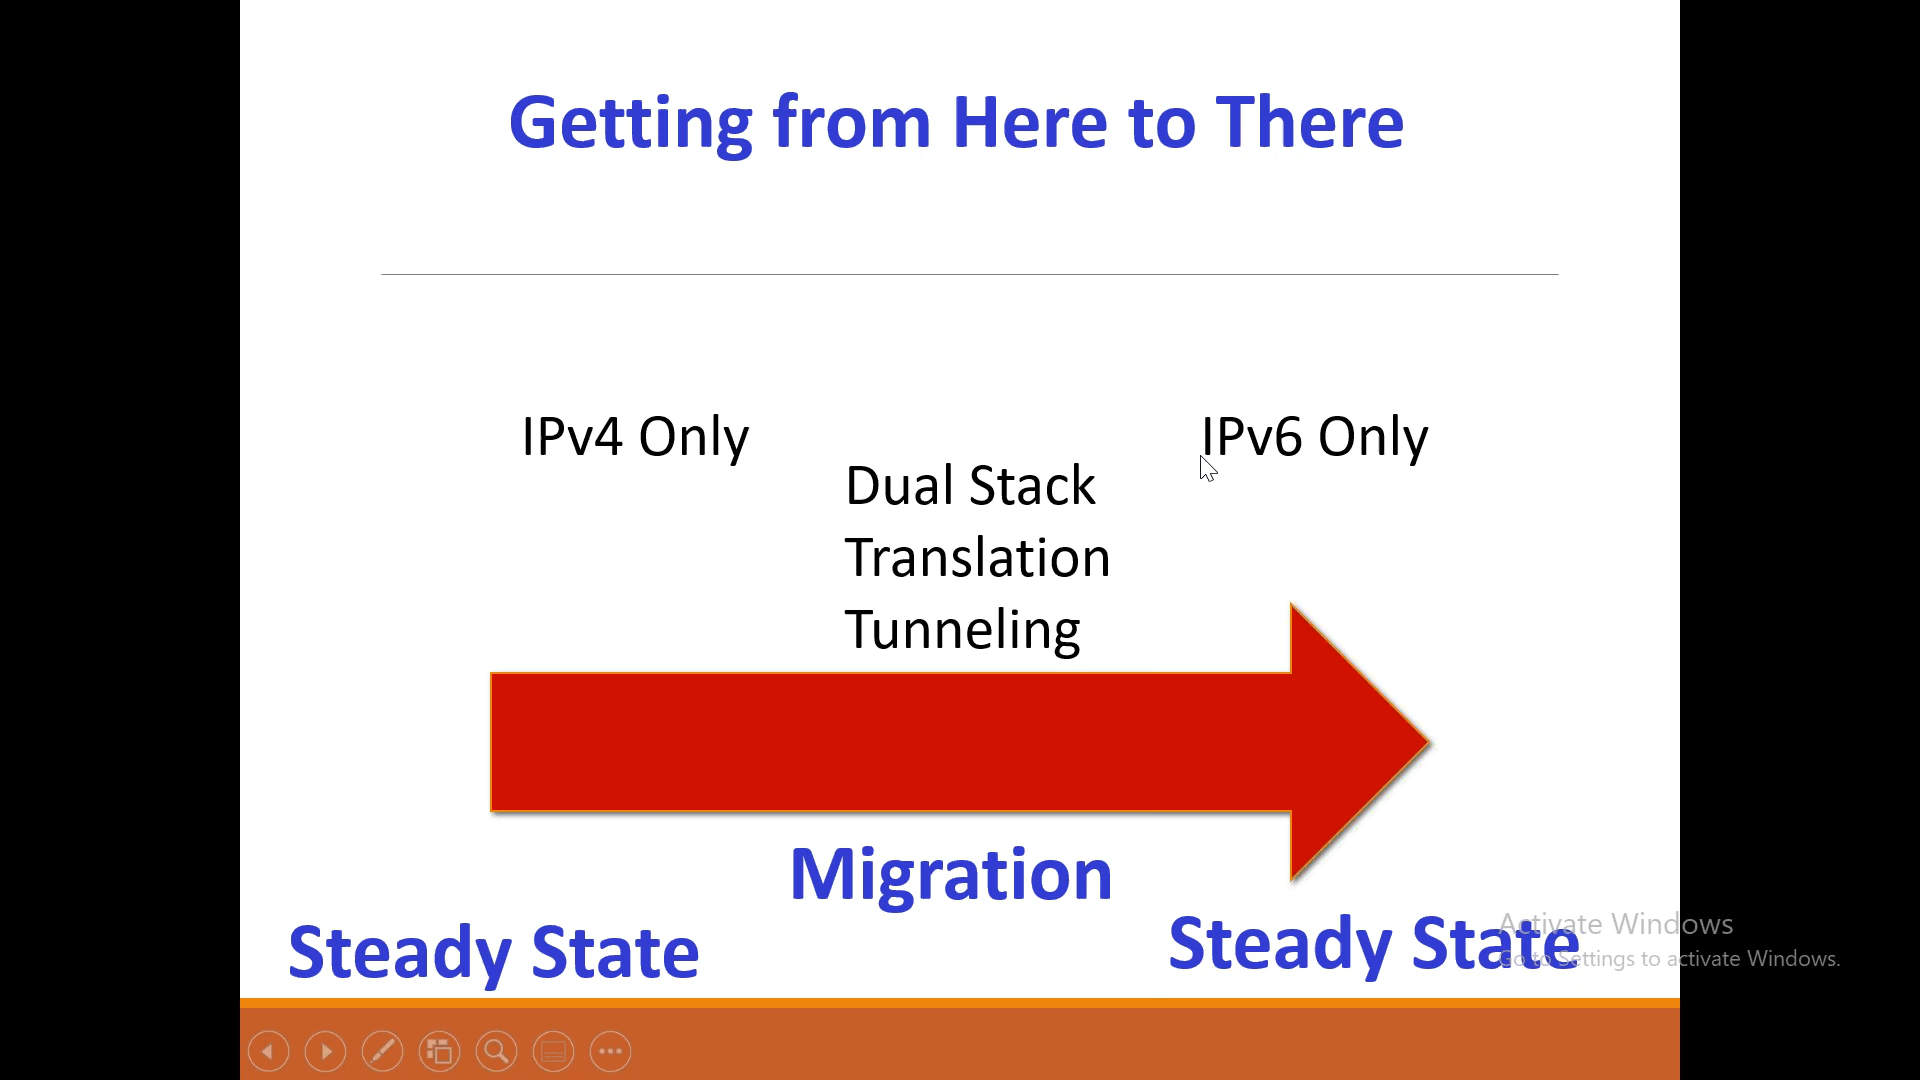 Getting from Here to There
IPv4 Only
IPv6 Only
Dual Stack
Translation
Tunneling
Migration
Steady State
Steady State
Activate Windows
Go to Settings to activate Windows.